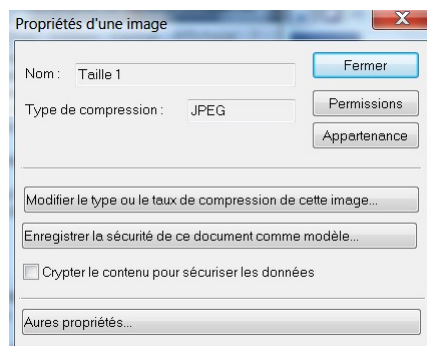 Propriétés d'une image
Nom : Taille 1
Fermer
Type de compression : JPEG
Permissions
Appartenance
Modifier le type ou le taux de compression de cette image...
Enregistrer la sécurité de ce document comme modèle...
Crypter le contenu pour sécuriser les données
Aures propriétés...